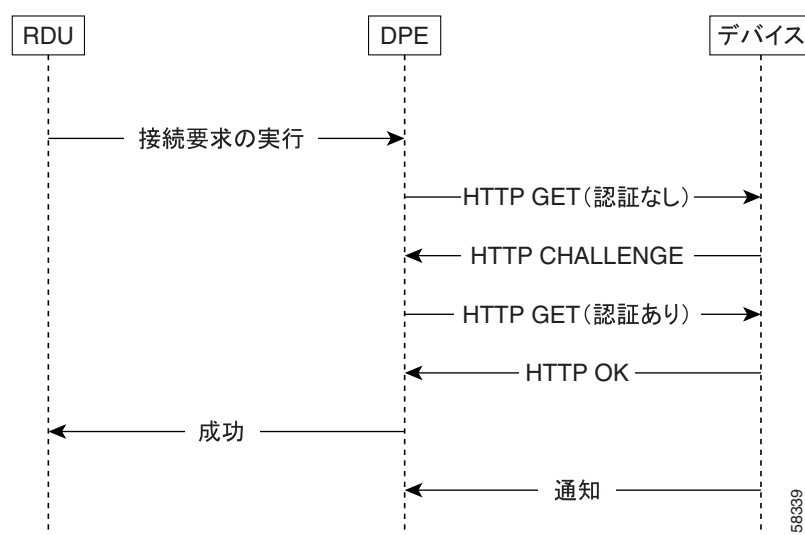 RDU
DPE
デバイス
接続要求の実行
HTTP GET（認証なし）
HTTP CHALLENGE
HTTP GET（認証あり）
HTTP OK
成功
通知
58339